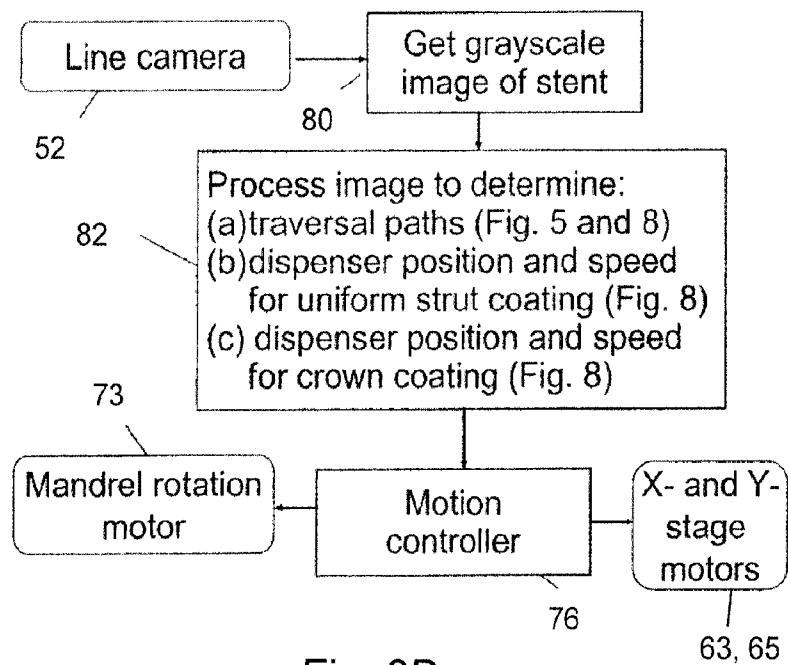 Line camera
52
80
Get grayscale
image of stent
82
Process image to determine:
(a)traversal paths (Fig. 5 and 8)
(b)dispenser position and speed
for uniform strut coating (Fig. 8)
(c) dispenser position and speed
for crown coating (Fig. 8)
73
Mandrel rotation
motor
Motion
controller
76
X- and Y-
stage
motors
63, 65